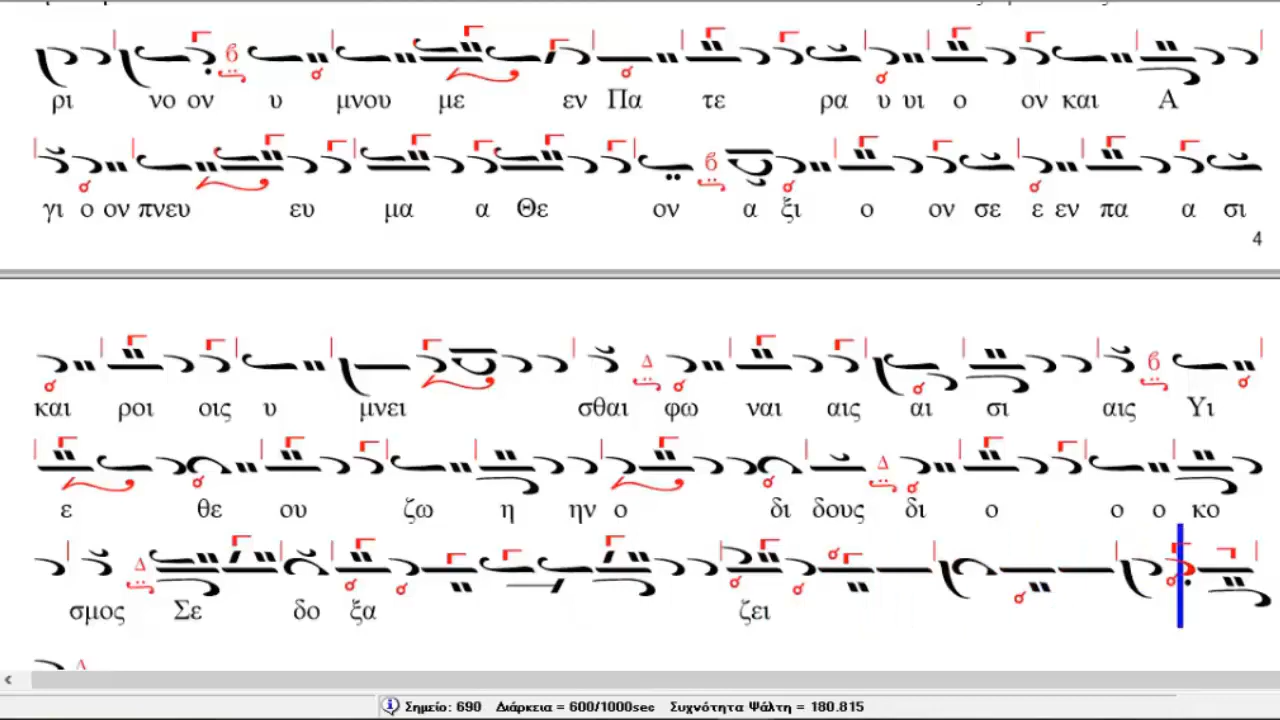 ρι νο ον υ μνου με εν Πα τε ρα υ υι ο ον και Α
γι ο ον πνευ ευ μα α Θε ον α ξι ο ον σε ε εν πα α σι
4
και ροι οις υ μνει σθαι φω ναι αις αι σι αις Υι
ε θε ου ζω η ην ο δι δους δι ο ο ο κο
σμος Σε δο ξα ζει
Σημείο: 690 Διάρκεια = 600/1000sec Συχνότητα Ψάλτη = 180.815